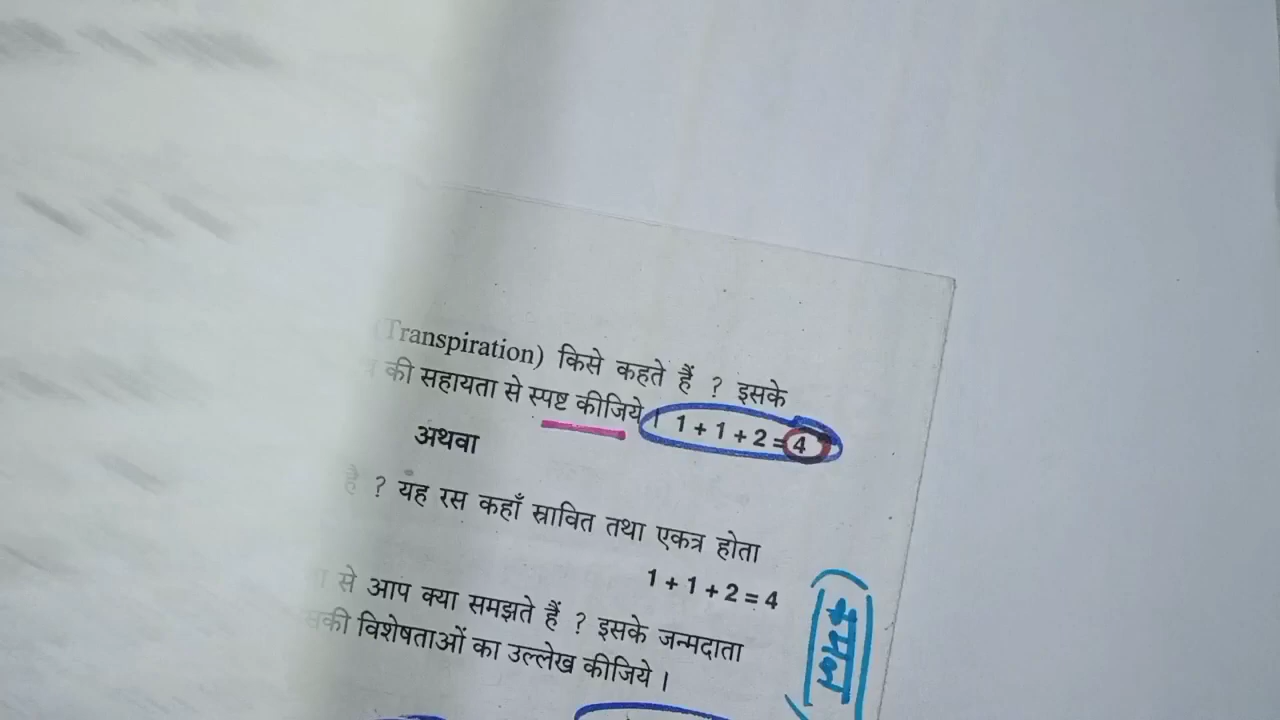 (Transpiration) किसे कहते हैं ? इसके
की सहायता से स्पष्ट कीजिये । 1 + 1 + 2 = 4
अथवा
है ? यह रस कहाँ स्रावित तथा एकत्र होता
1 + 1 + 2 = 4
से आप क्या समझते हैं ? इसके जन्मदाता
की विशेषताओं का उल्लेख कीजिये ।